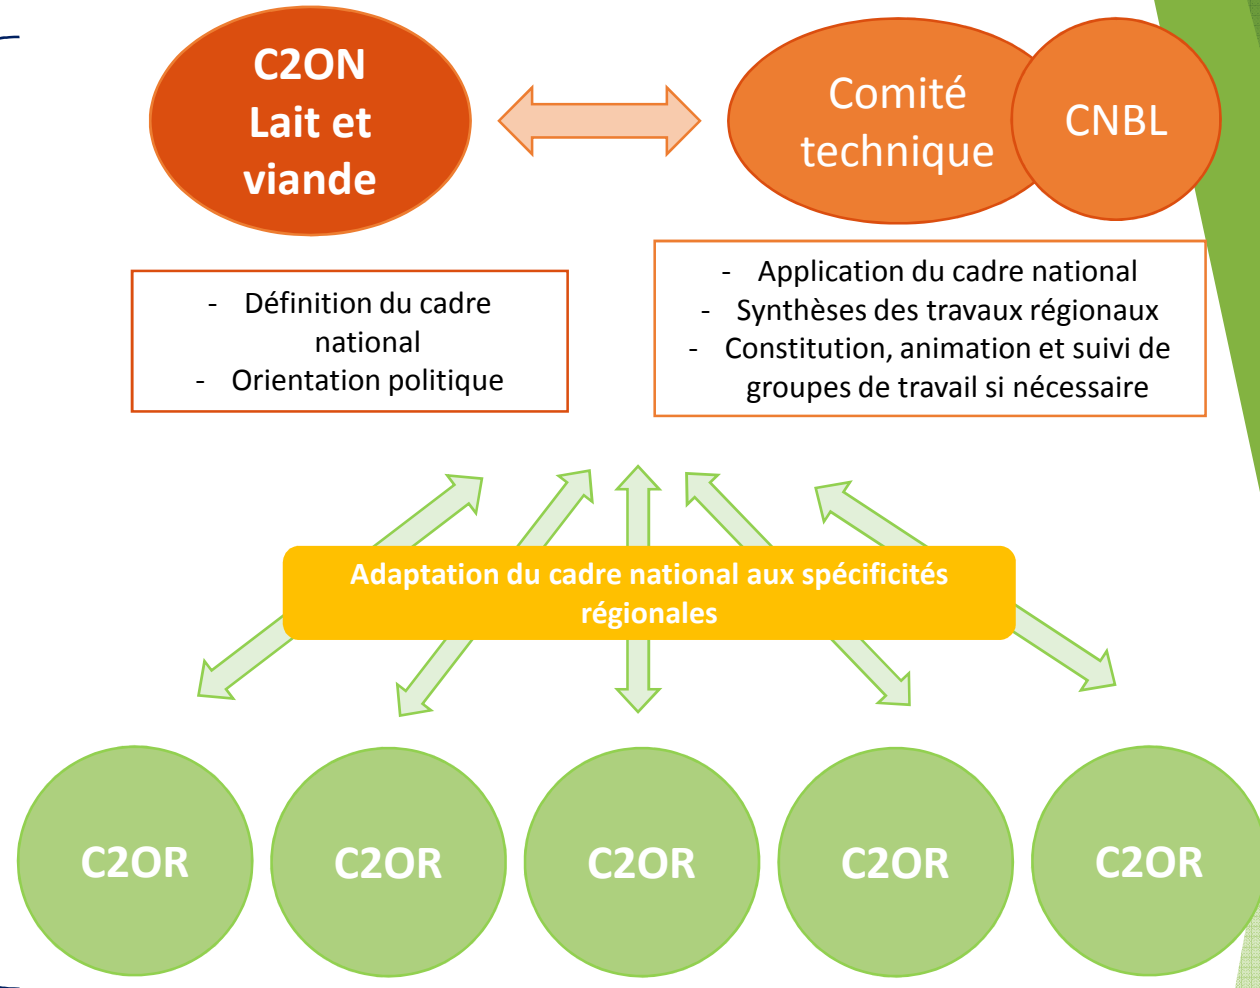 C2ON
Lait et
viande
Comité
technique
CNBL
- Définition du cadre
national
- Orientation politique
- Application du cadre national
- Synthèses des travaux régionaux
- Constitution, animation et suivi de
groupes de travail si nécessaire
Adaptation du cadre national aux spécificités
régionales
C2OR
C2OR
C2OR
C2OR
C2OR